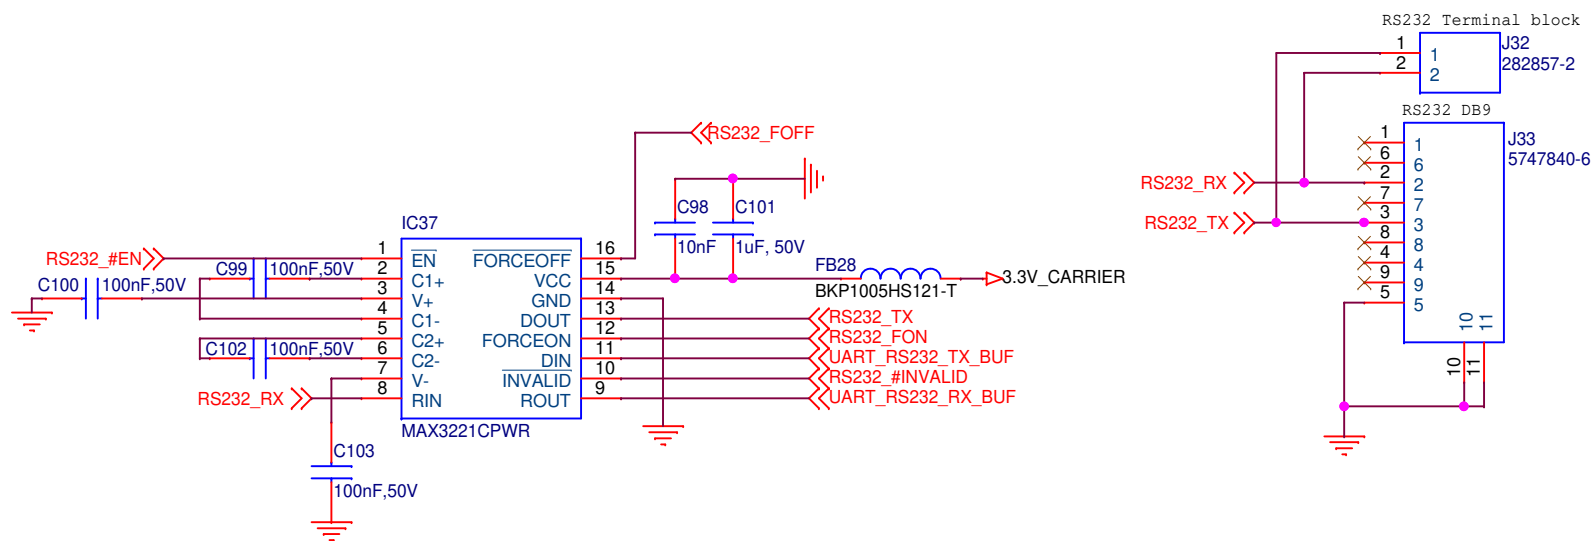 RS232 Terminal block
1
1
J32
2
2
282857-2
RS232 DB9
1
1
J33
6
6
5747840-6
2
2
7
7
3
3
8
8
4
4
9
9
5
5
10
11
10
11
RS232_RX
RS232_TX
RS232_FOFF
C98
10nF
C101
1uF, 50V
FB28
BKP1005HS121-T
3.3V_CARRIER
IC37
RS232_#EN
C99
100nF,50V
C100
100nF,50V
C102
100nF,50V
RS232_RX
C103
100nF,50V
1
EN
FORCEOFF
16
2
C1+
VCC
15
3
V+
GND
14
4
C1-
DOUT
13
RS232_TX
5
C2+
FORCEON
12
RS232_FON
6
C2-
DIN
11
UART_RS232_TX_BUF
7
V-
INVALID
10
RS232_#INVALID
8
RIN
ROUT
9
UART_RS232_RX_BUF
MAX3221CPWR